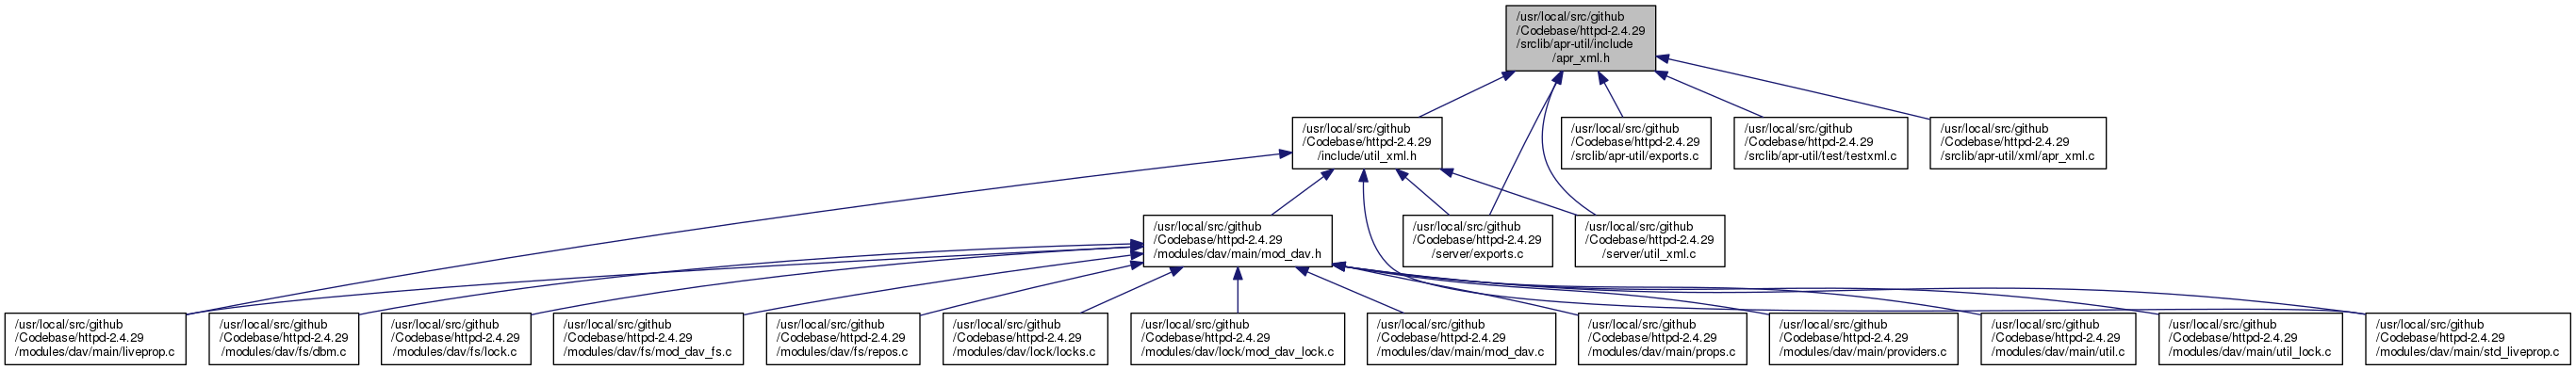 /usr/local/src/github
/Codebase/httpd-2.4.29
/srclib/apr-util/include
/apr_xml.h
/usr/local/src/github
/Codebase/httpd-2.4.29
/include/util_xml.h
/usr/local/src/github
/Codebase/httpd-2.4.29
/srclib/apr-util/exports.c
/usr/local/src/github
/Codebase/httpd-2.4.29
/srclib/apr-util/test/testxml.c
/usr/local/src/github
/Codebase/httpd-2.4.29
/srclib/apr-util/xml/apr_xml.c
/usr/local/src/github
/Codebase/httpd-2.4.29
/modules/dav/main/mod_dav.h
/usr/local/src/github
/Codebase/httpd-2.4.29
/server/exports.c
/usr/local/src/github
/Codebase/httpd-2.4.29
/server/util_xml.c
/usr/local/src/github
/Codebase/httpd-2.4.29
/modules/dav/main/liveprop.c
/usr/local/src/github
/Codebase/httpd-2.4.29
/modules/dav/fs/dbm.c
/usr/local/src/github
/Codebase/httpd-2.4.29
/modules/dav/fs/lock.c
/usr/local/src/github
/Codebase/httpd-2.4.29
/modules/dav/fs/mod_dav_fs.c
/usr/local/src/github
/Codebase/httpd-2.4.29
/modules/dav/fs/repos.c
/usr/local/src/github
/Codebase/httpd-2.4.29
/modules/dav/lock/locks.c
/usr/local/src/github
/Codebase/httpd-2.4.29
/modules/dav/lock/mod_dav_lock.c
/usr/local/src/github
/Codebase/httpd-2.4.29
/modules/dav/main/mod_dav.c
/usr/local/src/github
/Codebase/httpd-2.4.29
/modules/dav/main/props.c
/usr/local/src/github
/Codebase/httpd-2.4.29
/modules/dav/main/providers.c
/usr/local/src/github
/Codebase/httpd-2.4.29
/modules/dav/main/util.c
/usr/local/src/github
/Codebase/httpd-2.4.29
/modules/dav/main/util_lock.c
/usr/local/src/github
/Codebase/httpd-2.4.29
/modules/dav/main/std_liveprop.c